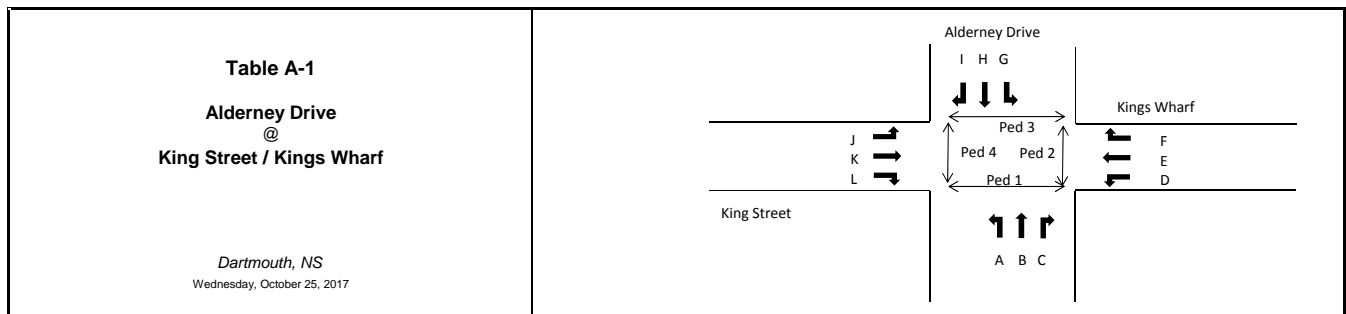 Table A-1
Alderney Drive
@
King Street / Kings Wharf
Dartmouth, NS
Wednesday, October 25, 2017
Alderney Drive
I H G
Kings Wharf
Ped 3
J
F
Ped 4 Ped 2
K
E
L
Ped 1
D
King Street
A B C